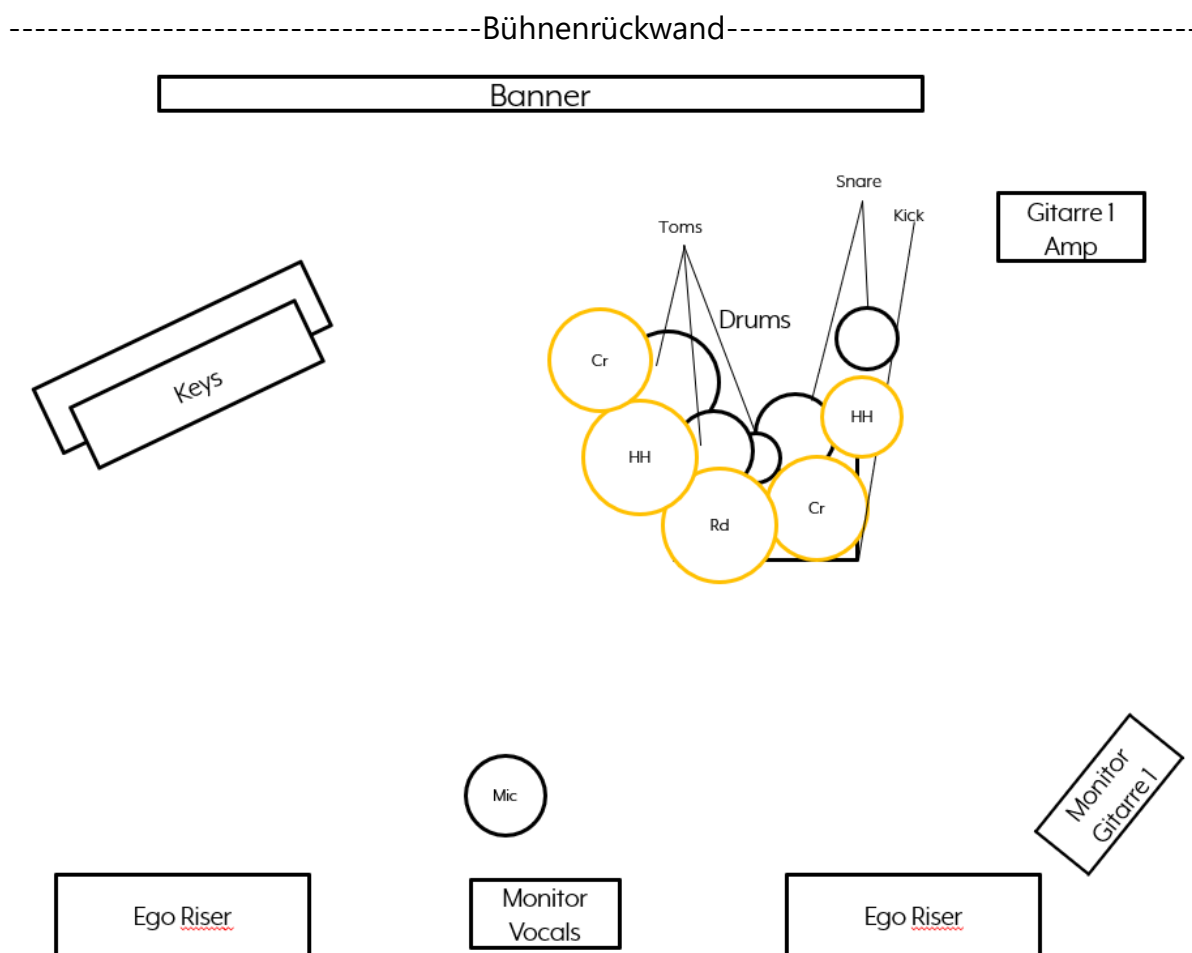 ------------------------------------Bühnenrückwand------------------------------------
Banner
Snare
Kick
Gitarre 1
Amp
Toms
Drums
Cr
Keys
HH
HH
Cr
Rd
Monitor
Gitarre 1
Mic
Ego Riser
Monitor
Vocals
Ego Riser